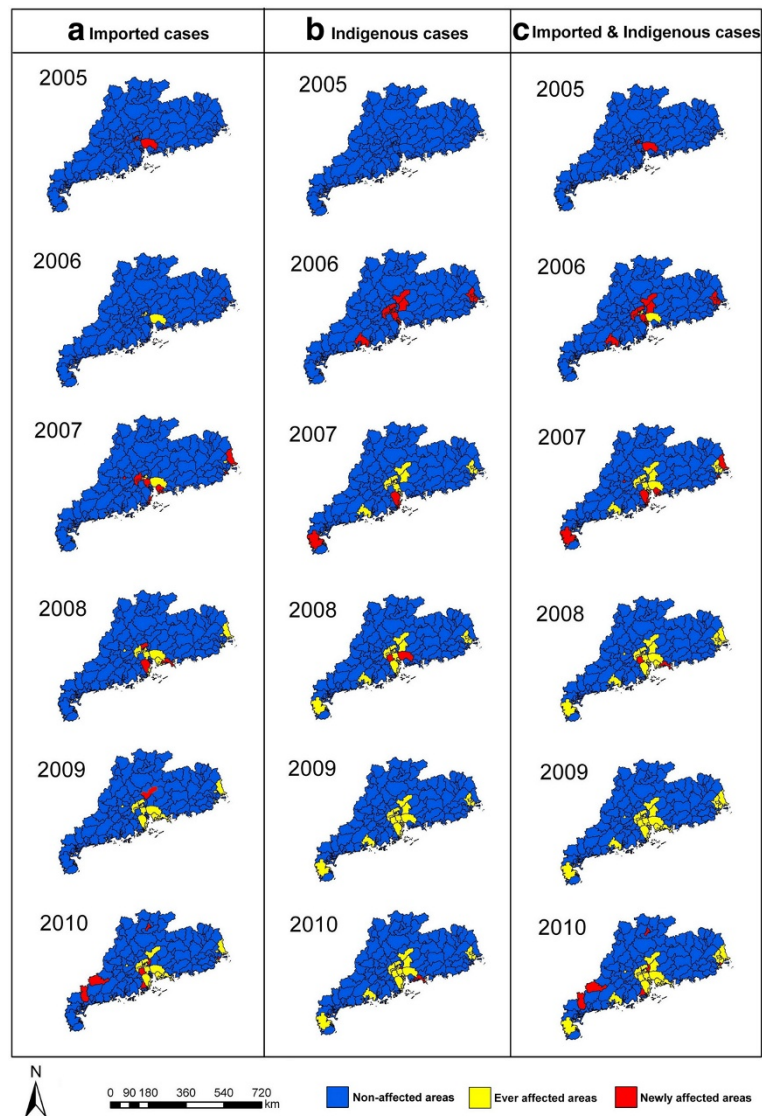 a Imported cases
b Indigenous cases
c Imported & Indigenous cases
2005
2005
2005
2006
2006
2006
2007
2007
2007
2008
2008
2008
2009
2009
2009
2010
2010
2010
N
0 90 180 360 540 720
km
Non-affected areas
Ever affected areas
Newly affected areas